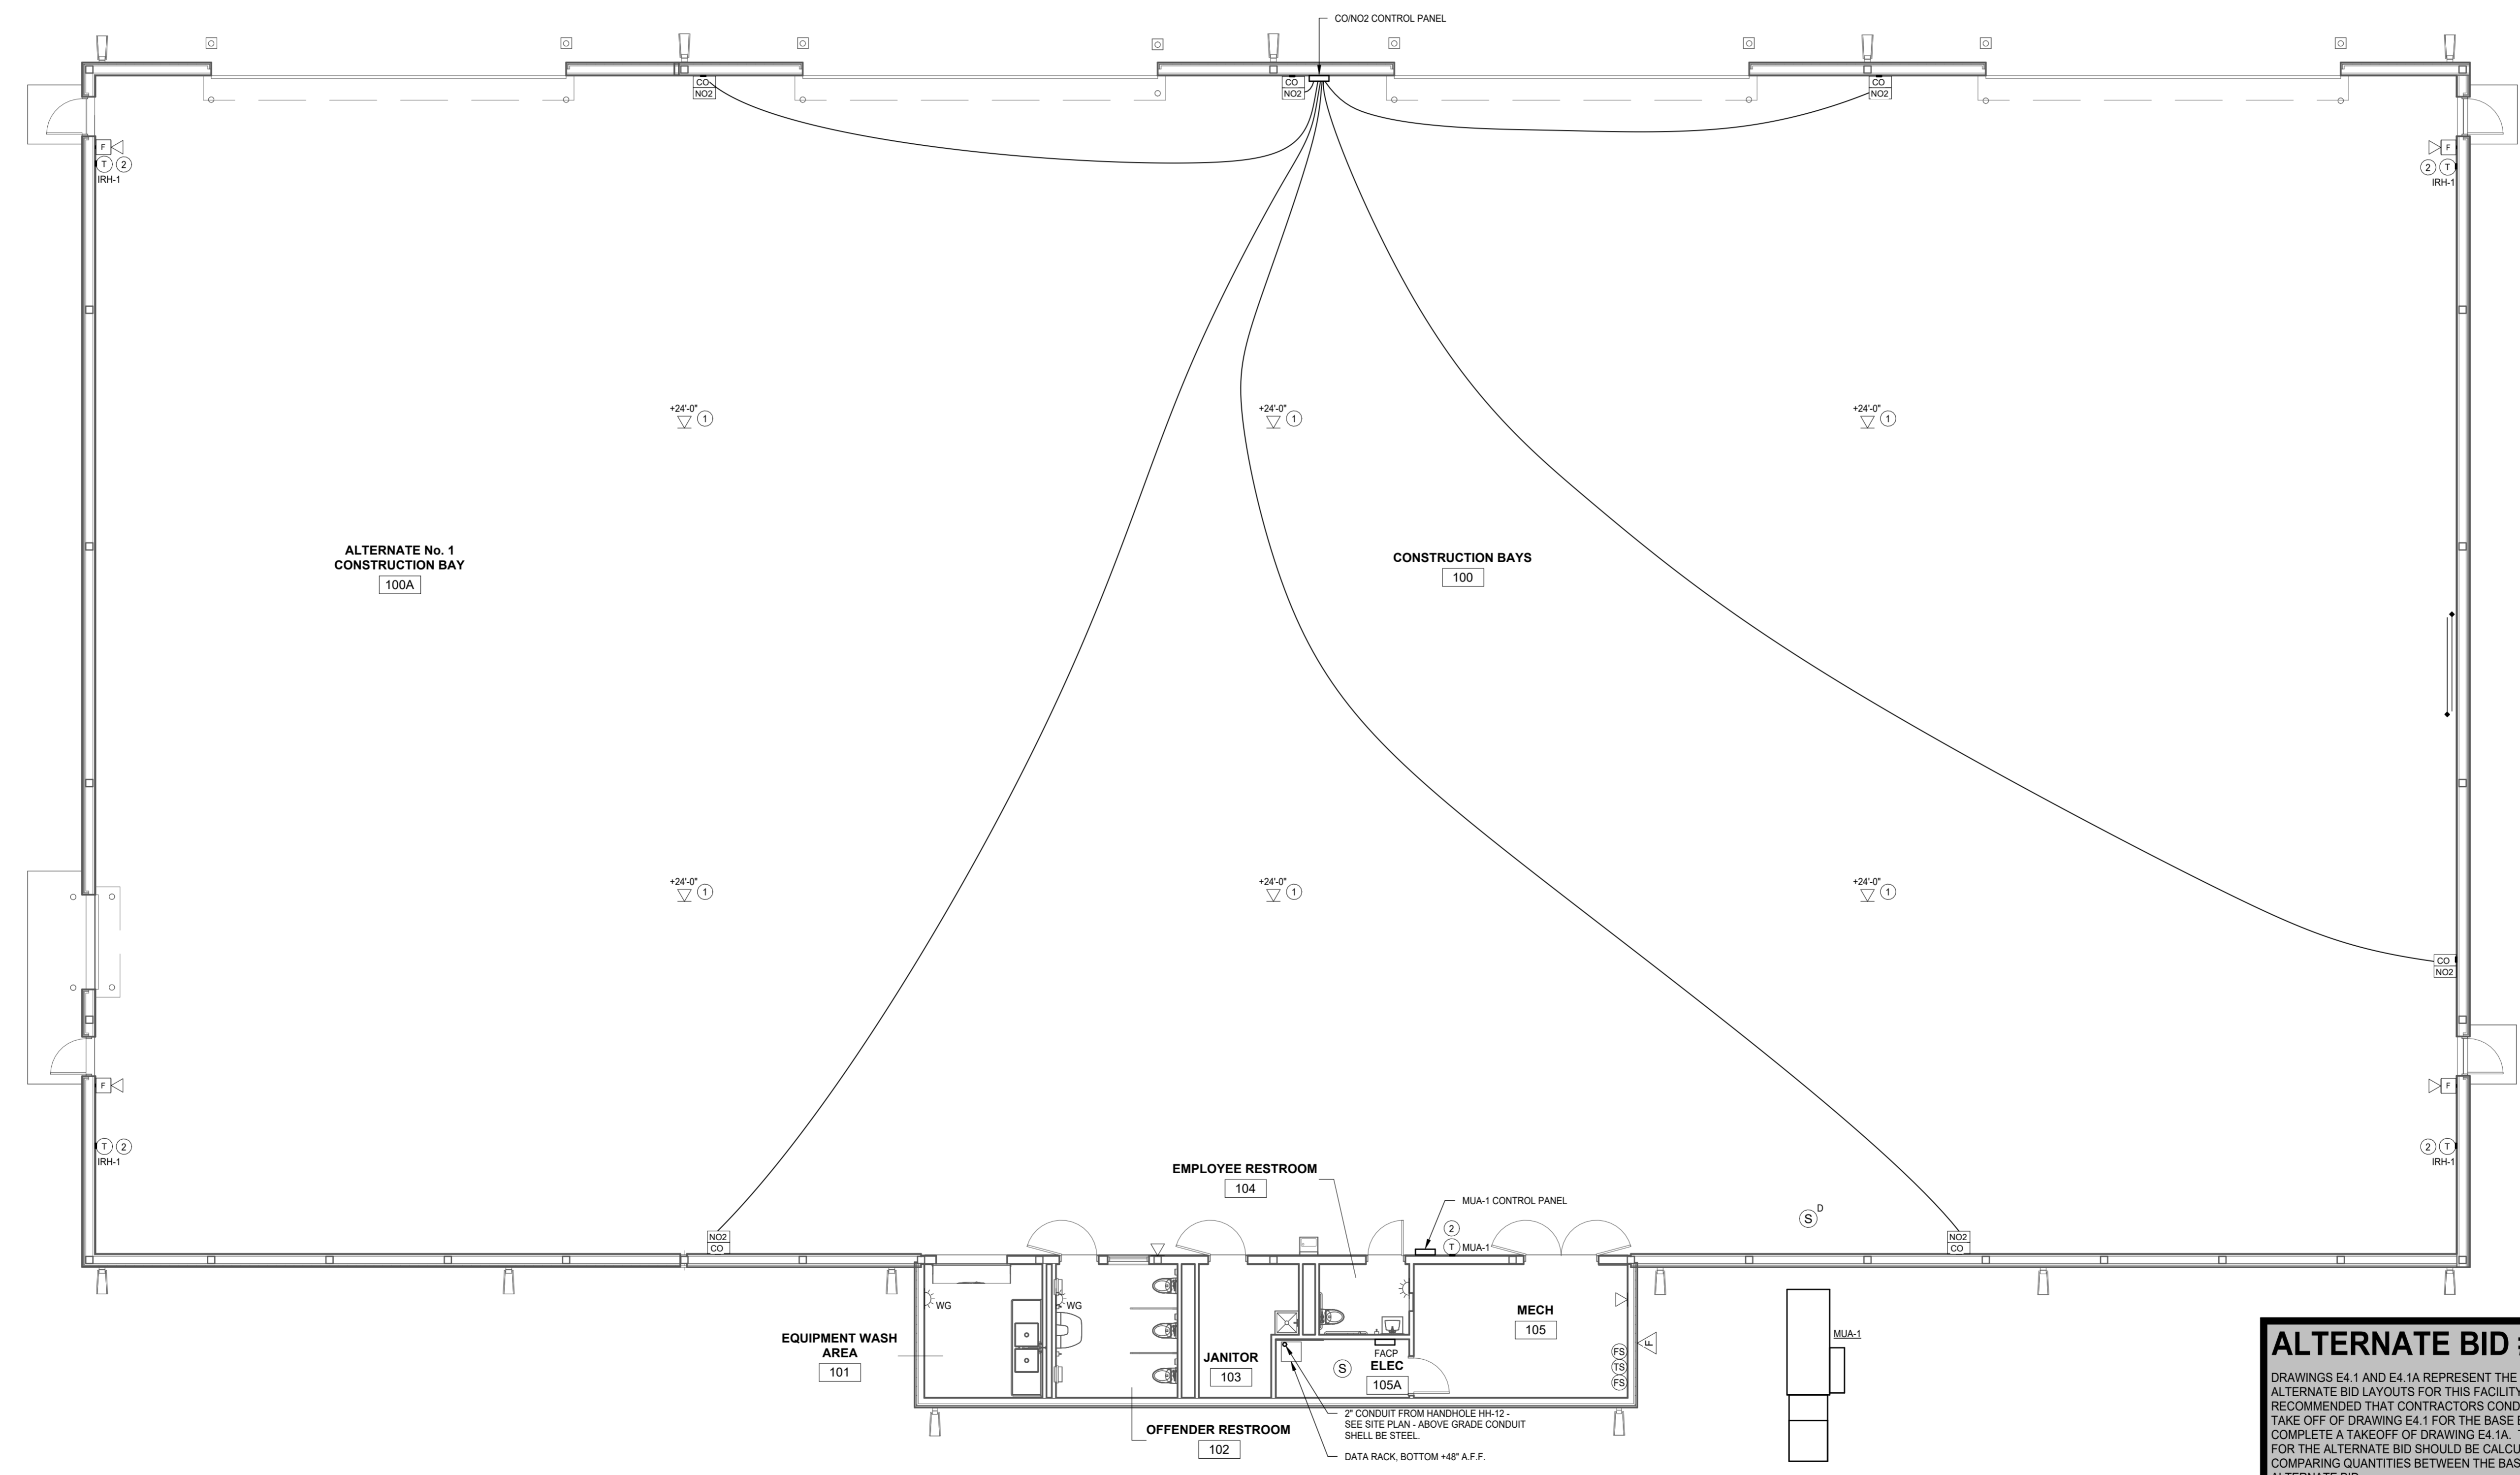 CO/NO2 CONTROL PANEL
CO
NO2
CO
NO2
CO
NO2
F
T 2
IRH-1
F
2 T
IRH-1
+24'-0"
1
+24'-0"
1
+24'-0"
1
ALTERNATE No. 1
CONSTRUCTION BAY
100A
CONSTRUCTION BAYS
100
+24'-0"
1
+24'-0"
1
+24'-0"
1
CO
NO2
F
F
T 2
IRH-1
2 T
IRH-1
EMPLOYEE RESTROOM
104
MUA-1 CONTROL PANEL
2
T MUA-1
S D
NO2
CO
NO2
CO
WG
WG
MECH
105
F
EQUIPMENT WASH
AREA
101
JANITOR
103
FACP
ELEC
105A
S
FS
TS
FS
MUA-1
OFFENDER RESTROOM
102
2" CONDUIT FROM HANDHOLE HH-12 -
SEE SITE PLAN - ABOVE GRADE CONDUIT
SHELL BE STEEL.
DATA RACK, BOTTOM +48" A.F.F.
ALTERNATE BID
DRAWINGS E4.1 AND E4.1A REPRESENT THE
ALTERNATE BID LAYOUTS FOR THIS FACILITY
RECOMMENDED THAT CONTRACTORS COND
TAKE OFF OF DRAWING E4.1 FOR THE BASE
COMPLETE A TAKEOFF OF DRAWING E4.1A.
FOR THE ALTERNATE BID SHOULD BE CALCU
COMPARING QUANTITIES BETWEEN THE BAS
ALTERNATE BID